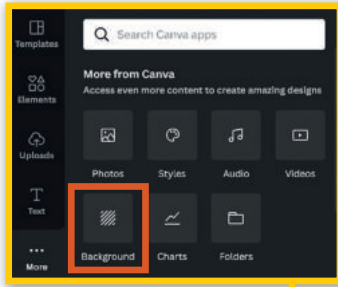 Templates
Elements
Uploads
Text
More
Search Canva apps
More from Canva
Access even more content to create amazing designs
Photos Styles Audio Videos
Background Charts Folders